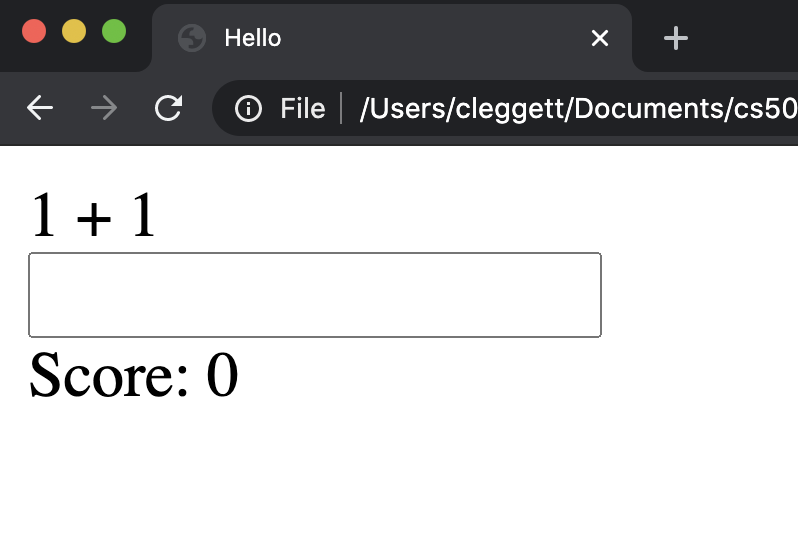 Hello
File /Users/cleggett/Documents/cs50
1 + 1
Score: 0